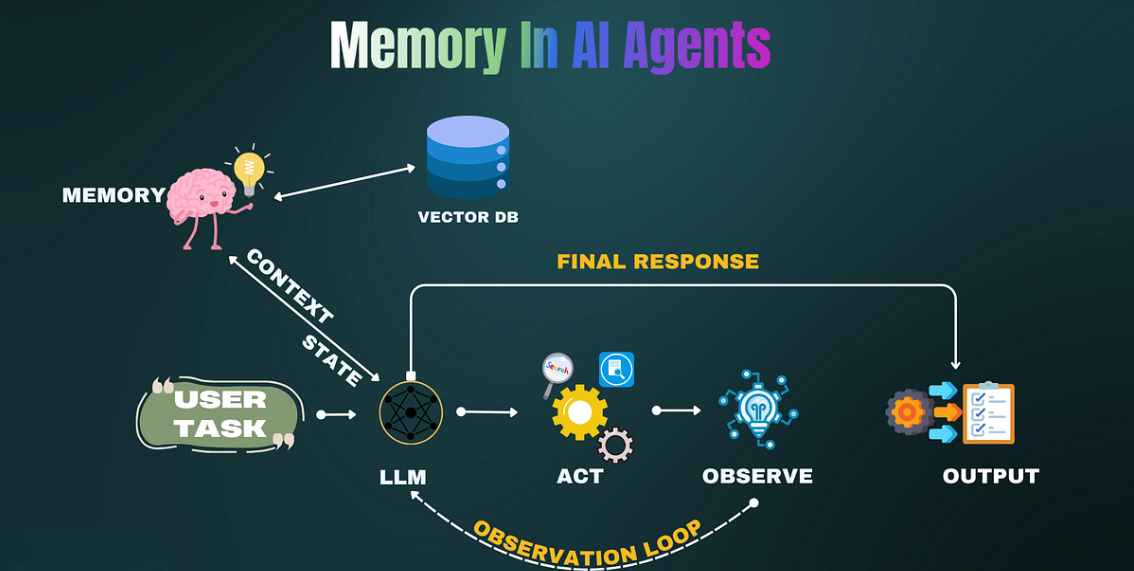 Memory In AI Agents
MEMORY
VECTOR DB
CONTEXT
STATE
FINAL RESPONSE
USER
TASK
Search
LLM
ACT
OBSERVE
OUTPUT
OBSERVATION LOOP